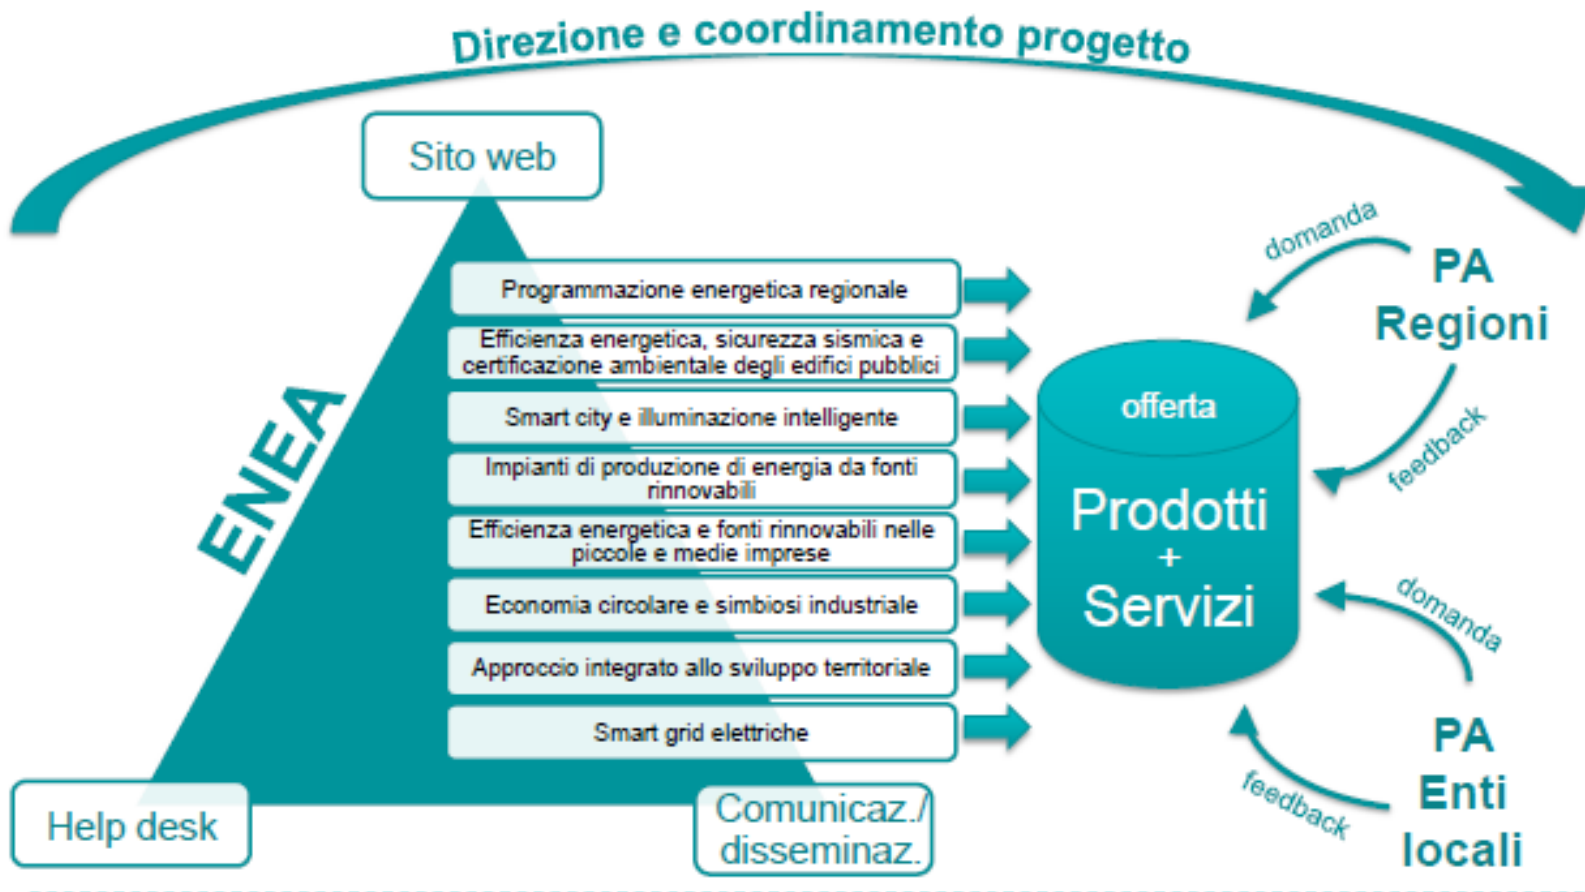 Direzione e coordinamento progetto
Sito web
ENEA
Programmazione energetica regionale
Efficienza energetica, sicurezza sismica e
certificazione ambientale degli edifici pubblici
Smart city e illuminazione intelligente
Impianti di produzione di energia da fonti
rinnovabili
Efficienza energetica e fonti rinnovabili nelle
piccole e medie imprese
Economia circolare e simbiosi industriale
Approccio integrato allo sviluppo territoriale
Smart grid elettriche
Help desk
Comunicaz./
disseminaz.
offerta
Prodotti
+
Servizi
domanda
PA
Regioni
feedback
domanda
PA
Enti
locali
feedback